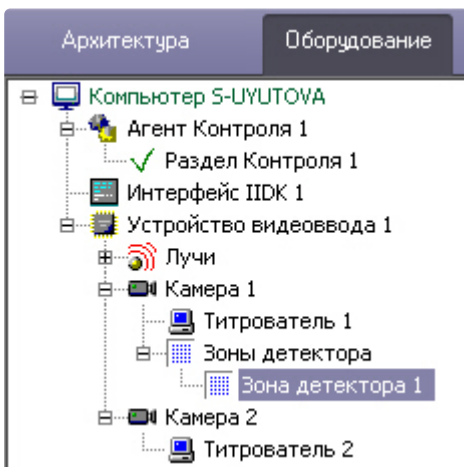 Архитектура Оборудование
Компьютер S-UYUTOVA
Агент Контроля 1
Раздел Контроля 1
Интерфейс IIDK 1
Устройство видеоввода 1
Лучи
Камера 1
Титрователь 1
Зоны детектора
Зона детектора 1
Камера 2
Титрователь 2